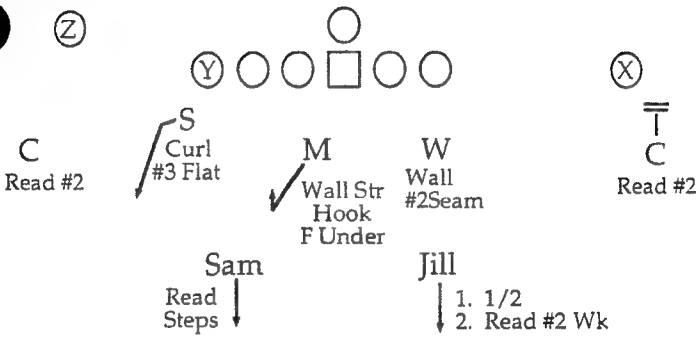 Z
Y
X
S
C
Read #2
Curl
#3 Flat
M
Wall Str
Hook
F Under
W
Wall
#2Seam
C
Read #2
Sam
Read
Steps
Jill
1. 1/2
2. Read #2 Wk